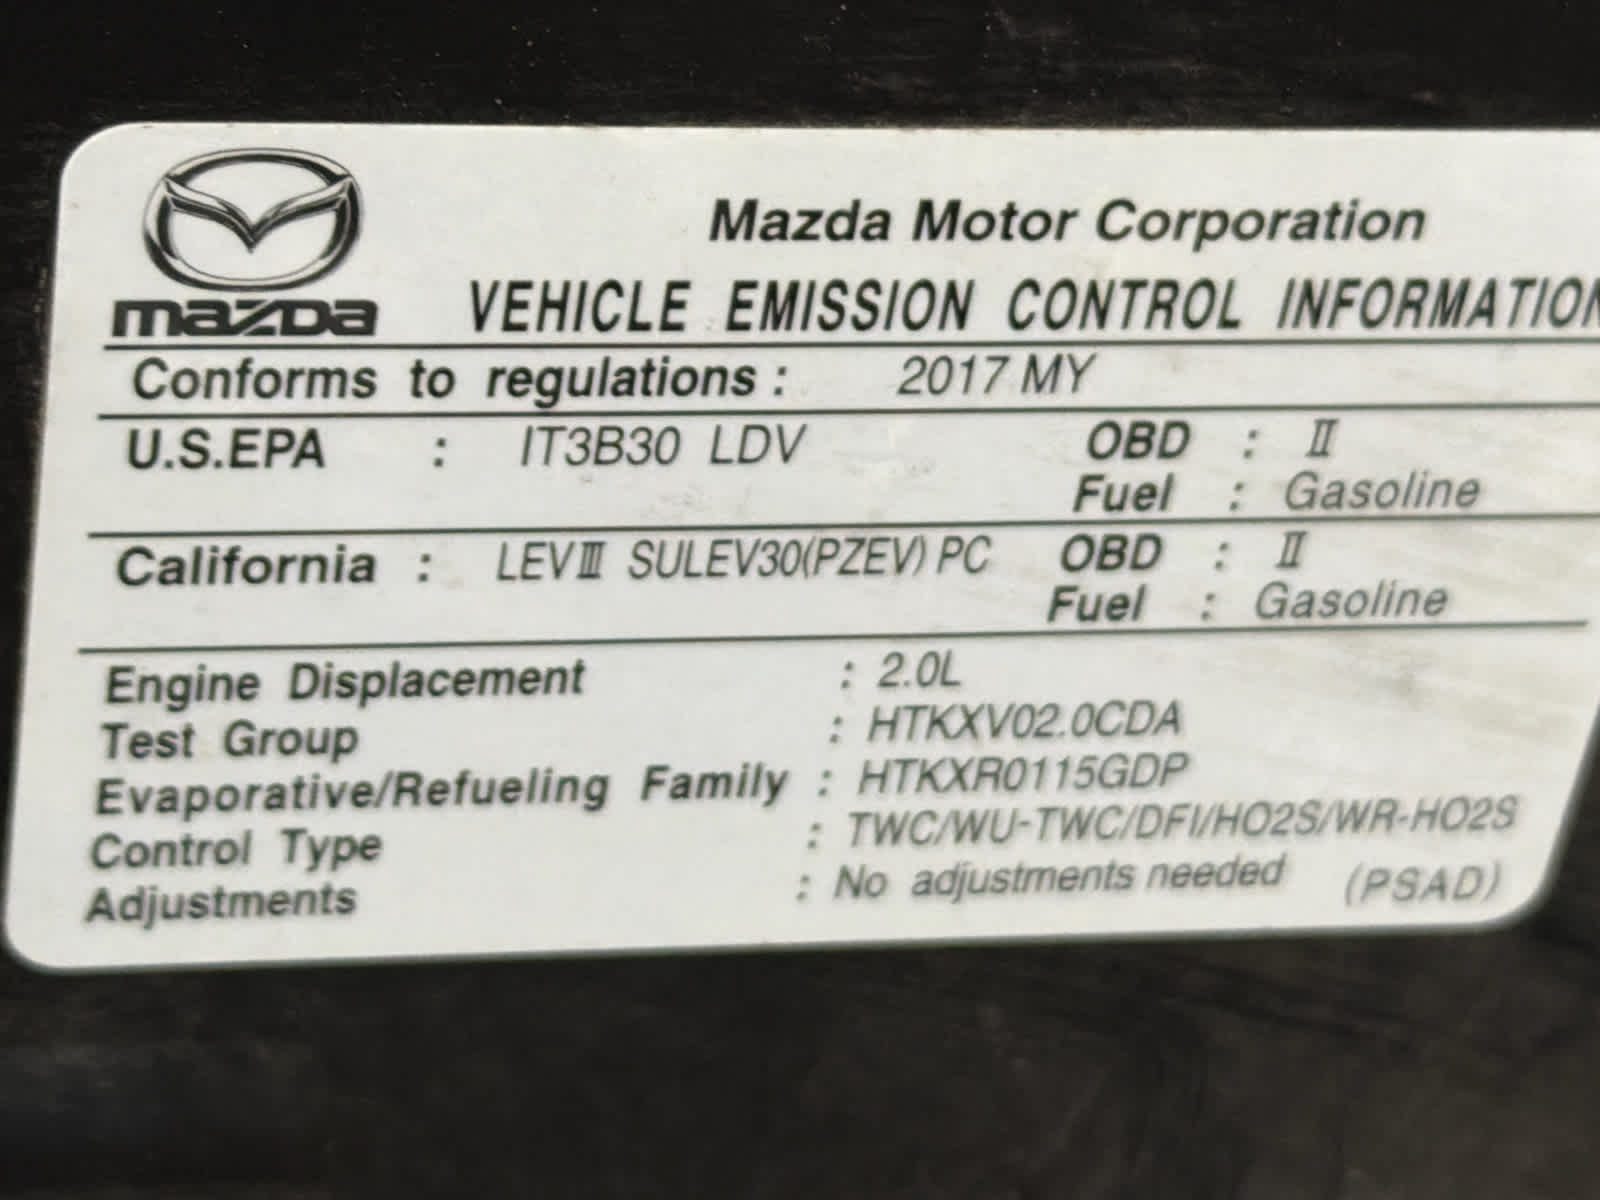 mazda
Mazda Motor Corporation
VEHICLE EMISSION CONTROL INFORMATION
Conforms to regulations : 2017 MY
U.S.EPA : IT3B30 LDV OBD : II
Fuel : Gasoline
California : LEVIII SULEV30(PZEV) PC OBD : II
Fuel : Gasoline
Engine Displacement : 2.0L
Test Group : HTKXV02.0CDA
Evaporative/Refueling Family : HTKXR0115GDP
Control Type : TWC/WU-TWC/DFI/HO2S/WR-HO2S
Adjustments : No adjustments needed (PSAD)